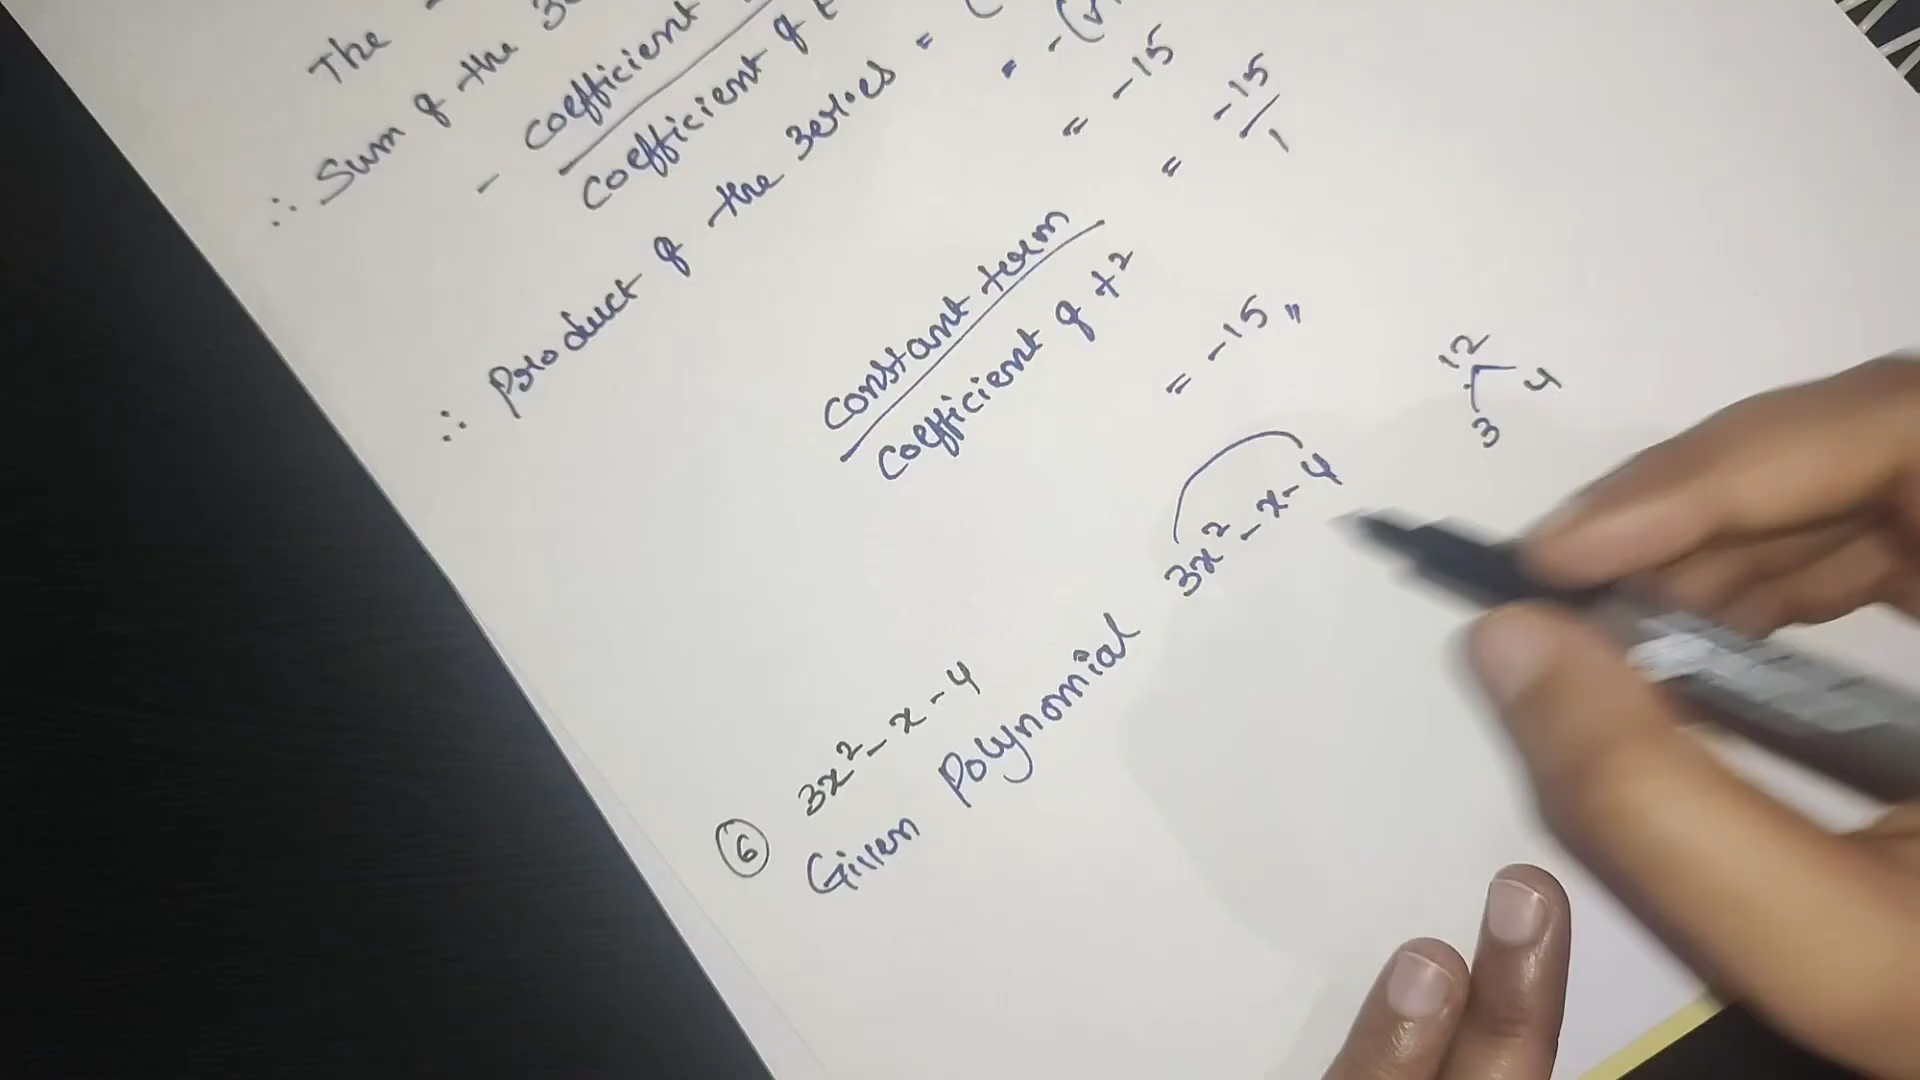 The
∴ Sum of the
- coefficient
coefficient of
∴ Product of the zeroes =
= -(
= -15
= -15/1
constant term
coefficient of t²
= -15 "
12
3 4
⑥ 3x² - x - 4
Given Polynomial 3x² - x - 4